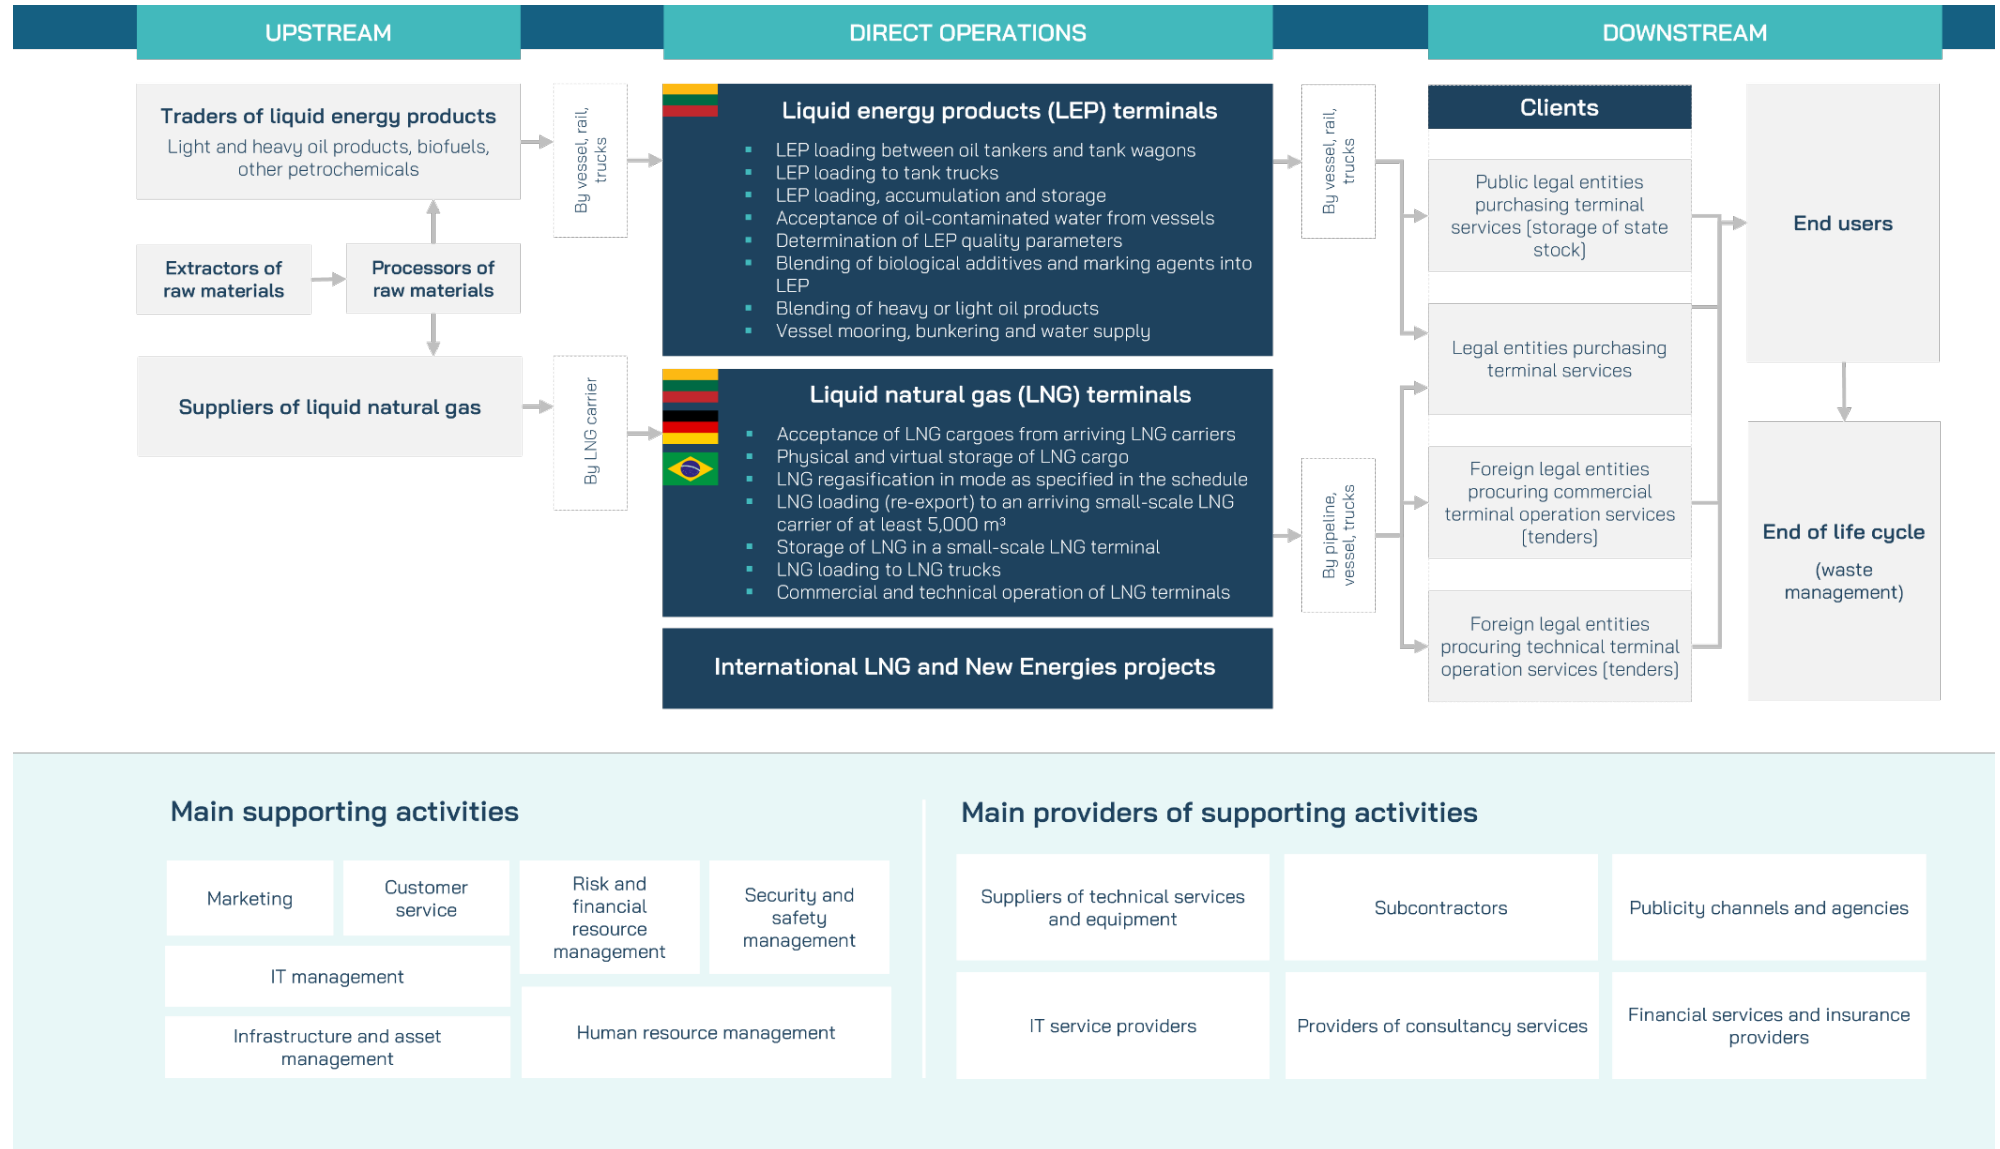 UPSTREAM
DIRECT OPERATIONS
DOWNSTREAM
Traders of liquid energy products
Light and heavy oil products, biofuels,
other petrochemicals
Extractors of
raw materials
Processors of
raw materials
Suppliers of liquid natural gas
By vessel, rail,
trucks
By LNG carrier
Liquid energy products (LEP) terminals
▪ LEP loading between oil tankers and tank wagons
▪ LEP loading to tank trucks
▪ LEP loading, accumulation and storage
▪ Acceptance of oil-contaminated water from vessels
▪ Determination of LEP quality parameters
▪ Blending of biological additives and marking agents into
LEP
▪ Blending of heavy or light oil products
▪ Vessel mooring, bunkering and water supply
Liquid natural gas (LNG) terminals
▪ Acceptance of LNG cargoes from arriving LNG carriers
▪ Physical and virtual storage of LNG cargo
▪ LNG regasification in mode as specified in the schedule
▪ LNG loading (re-export) to an arriving small-scale LNG
carrier of at least 5,000 m³
▪ Storage of LNG in a small-scale LNG terminal
▪ LNG loading to LNG trucks
▪ Commercial and technical operation of LNG terminals
International LNG and New Energies projects
By vessel, rail,
trucks
By pipeline,
vessel, trucks
Clients
Public legal entities
purchasing terminal
services [storage of state
stock]
Legal entities purchasing
terminal services
Foreign legal entities
procuring commercial
terminal operation services
[tenders]
Foreign legal entities
procuring technical terminal
operation services [tenders]
End users
End of life cycle
(waste
management)
Main supporting activities
Marketing
Customer
service
Risk and
financial
resource
management
Security and
safety
management
IT management
Infrastructure and asset
management
Human resource management
Main providers of supporting activities
Suppliers of technical services
and equipment
Subcontractors
Publicity channels and agencies
IT service providers
Providers of consultancy services
Financial services and insurance
providers